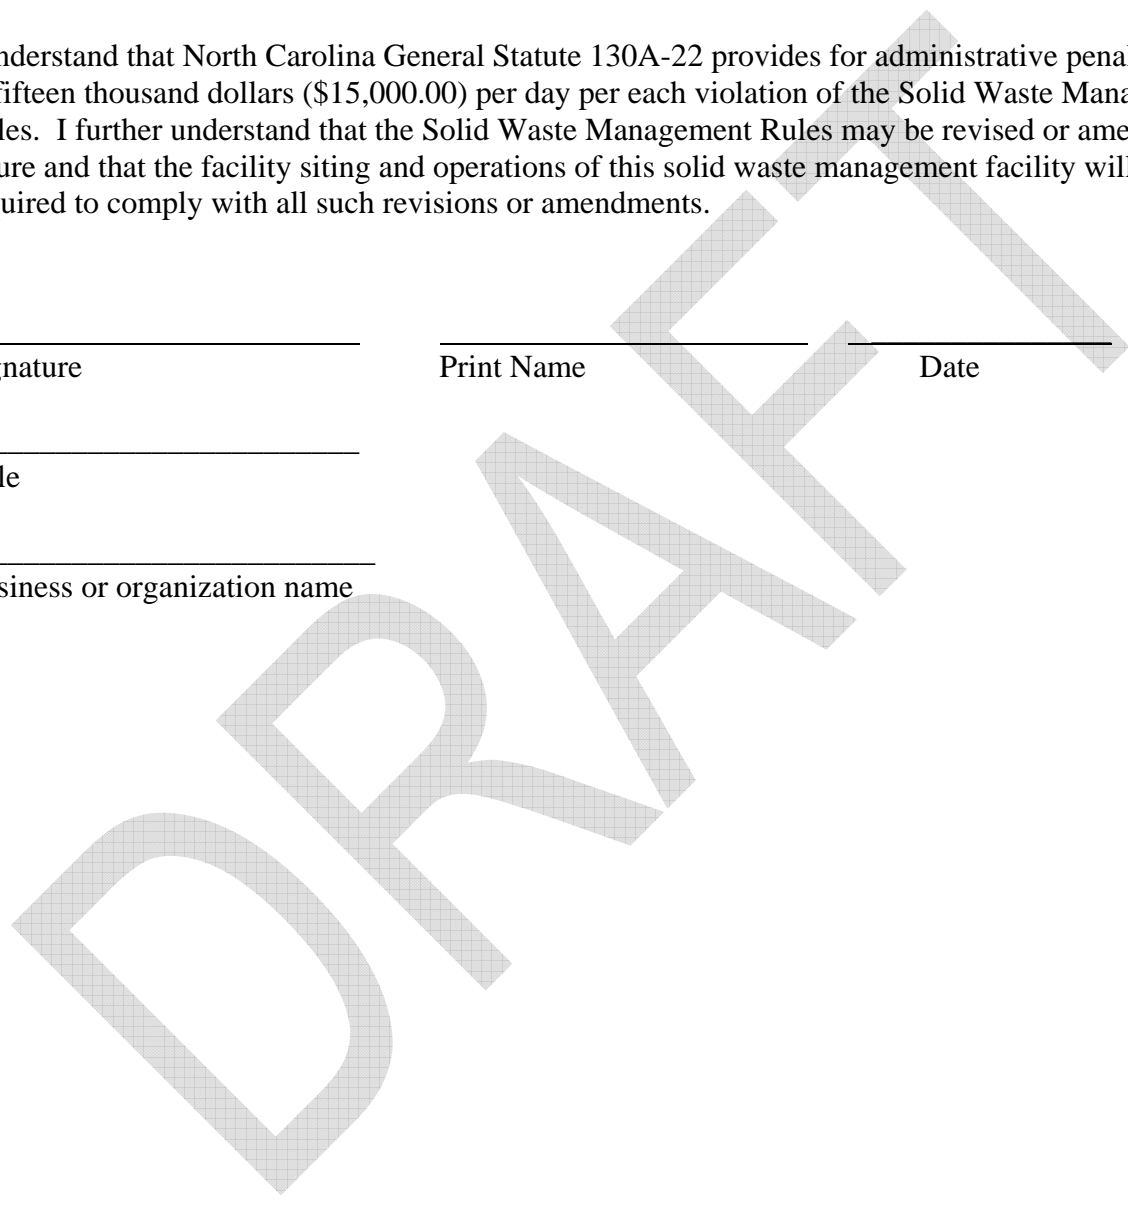 nderstand that North Carolina General Statute 130A-22 provides for administrative penal
fifteen thousand dollars ($15,000.00) per day per each violation of the Solid Waste Mana
les. I further understand that the Solid Waste Management Rules may be revised or ame
ure and that the facility siting and operations of this solid waste management facility will
quired to comply with all such revisions or amendments.
gnature Print Name Date
le
siness or organization name
DRAFT